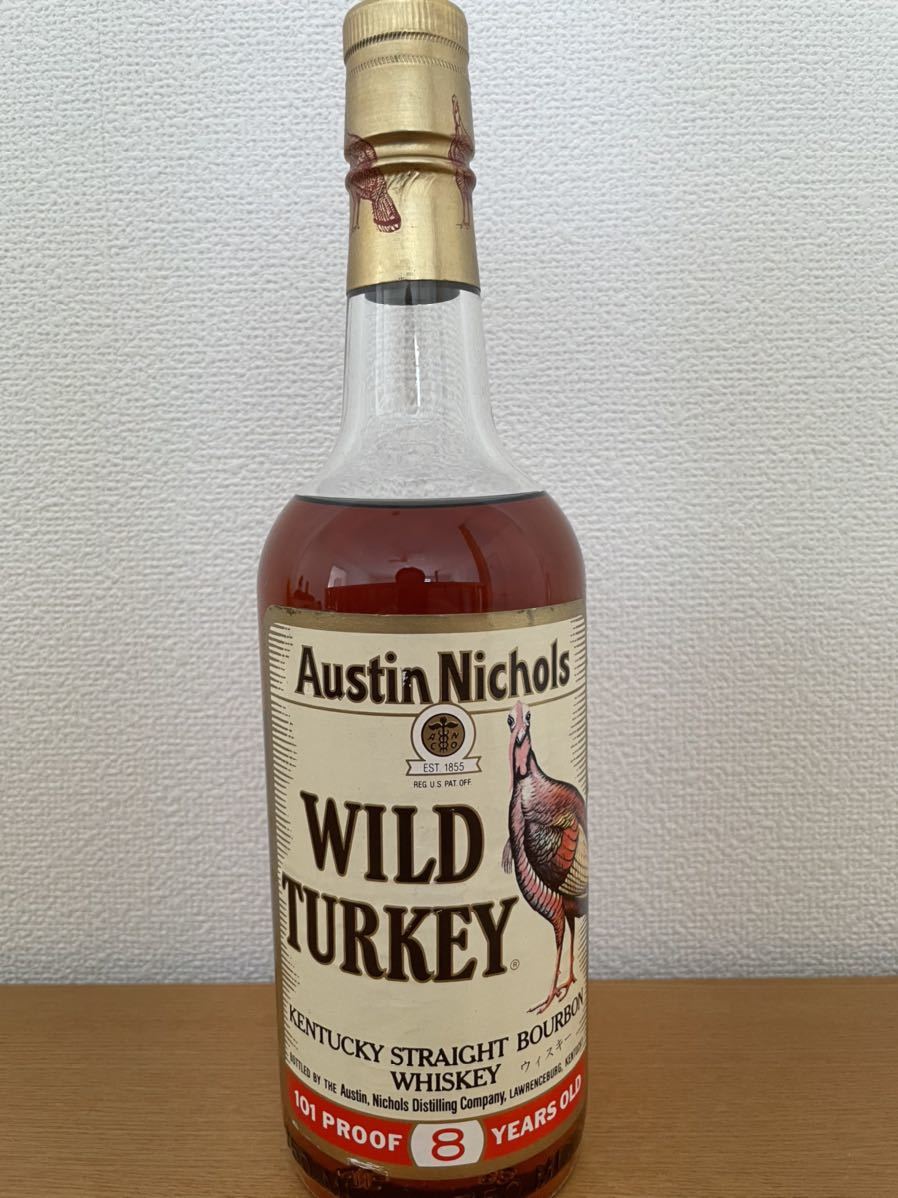 Austin Nichols
A N
C O
EST. 1855
REG. U.S. PAT. OFF.
WILD
TURKEY®
KENTUCKY STRAIGHT BOURBON
WHISKEY ウィスキー
BOTTLED BY THE Austin, Nichols Distilling Company, LAWRENCEBURG, KENTUCKY
101 PROOF 8 YEARS OLD